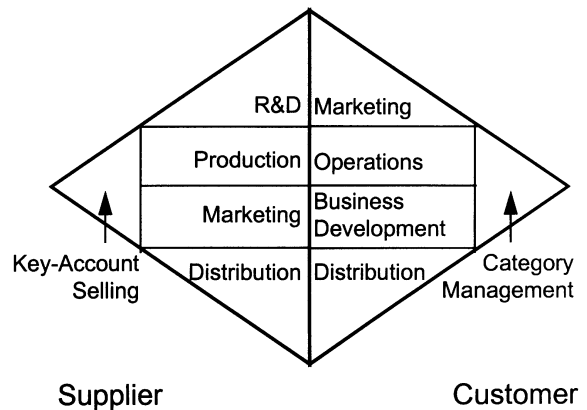 R&D Marketing
Production Operations
Marketing Business
Development
Key-Account
Selling
Distribution Distribution
Category
Management
Supplier Customer